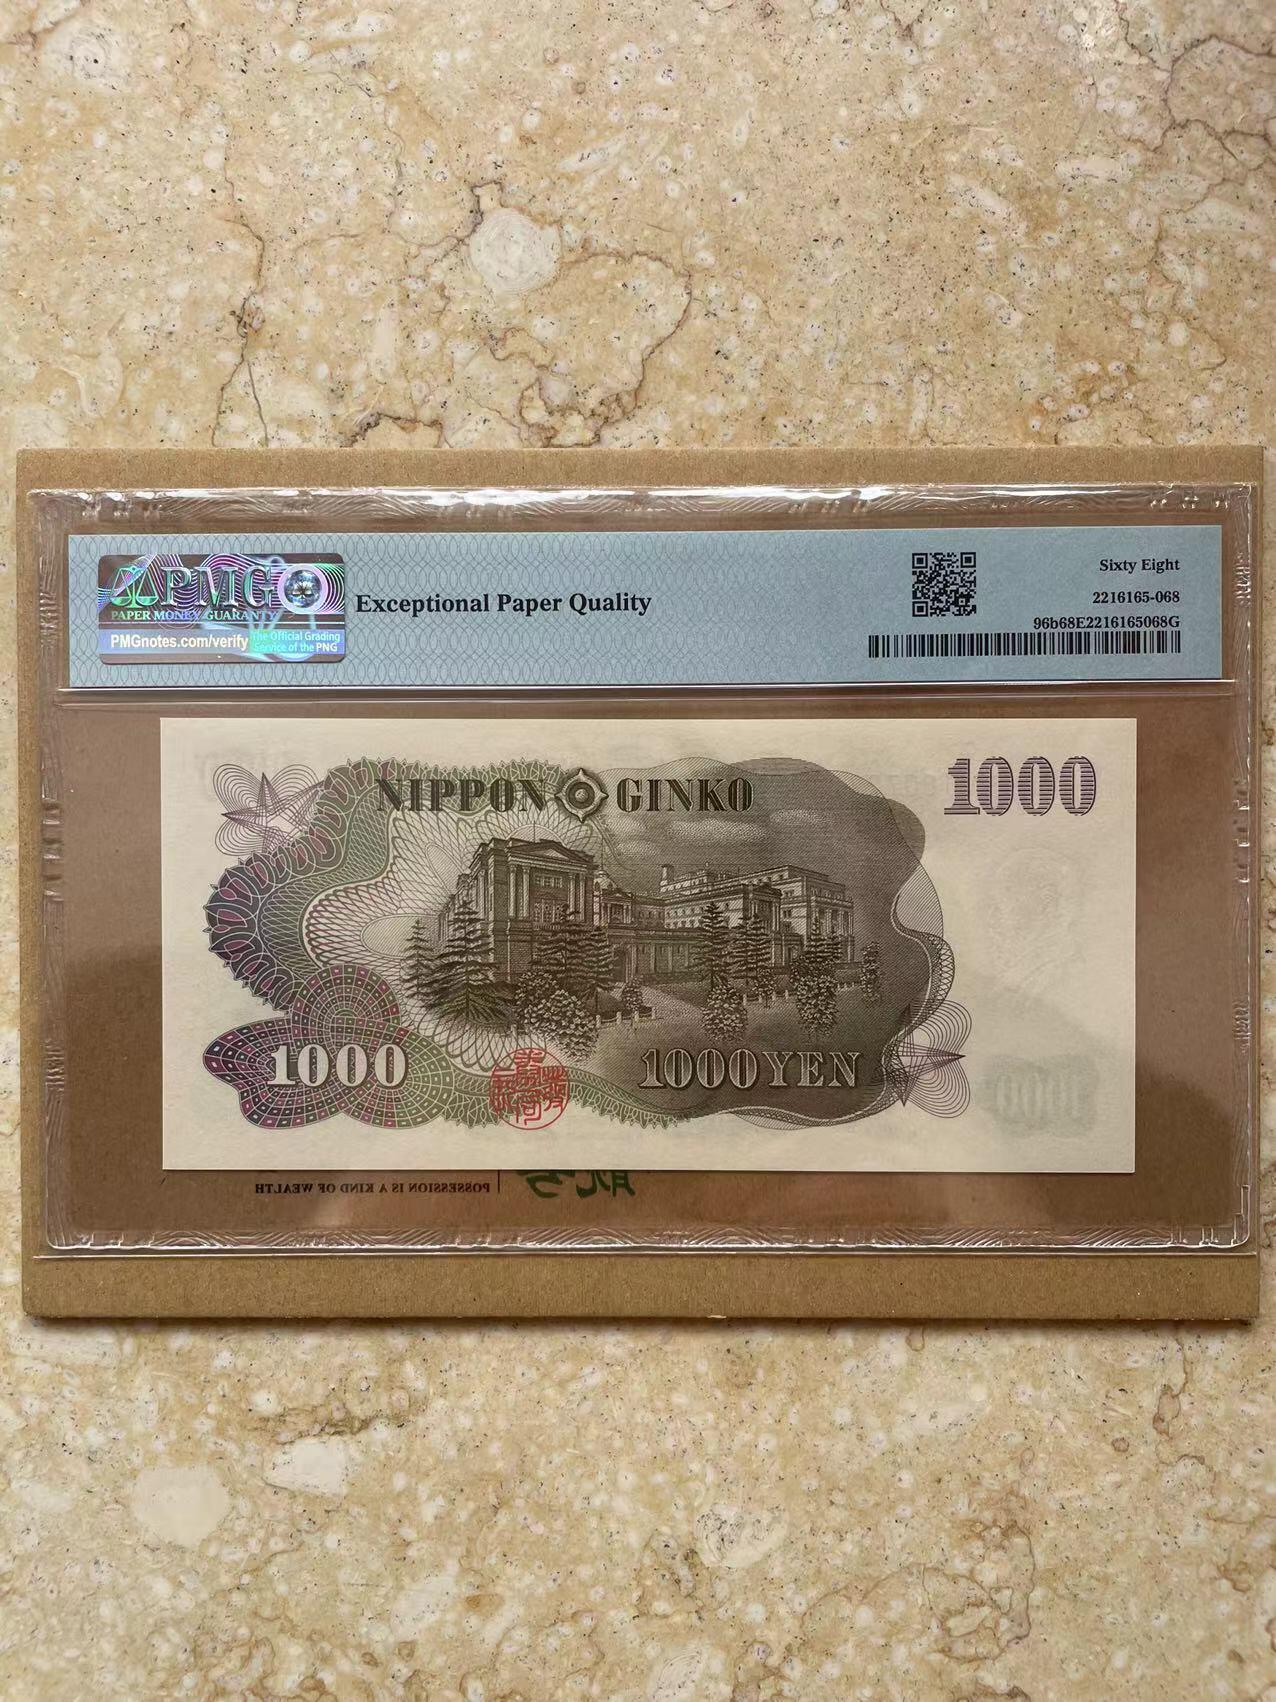 PMG
PAPER MONEY GUARANTY
PMGnotes.com/verify
The Official Grading
Service of the PNG
Exceptional Paper Quality
Sixty Eight
2216165-068
96b68E2216165068G
NIPPON GINKO
1000
1000
1000 YEN
POSSESSION IS A KIND OF WEALTH